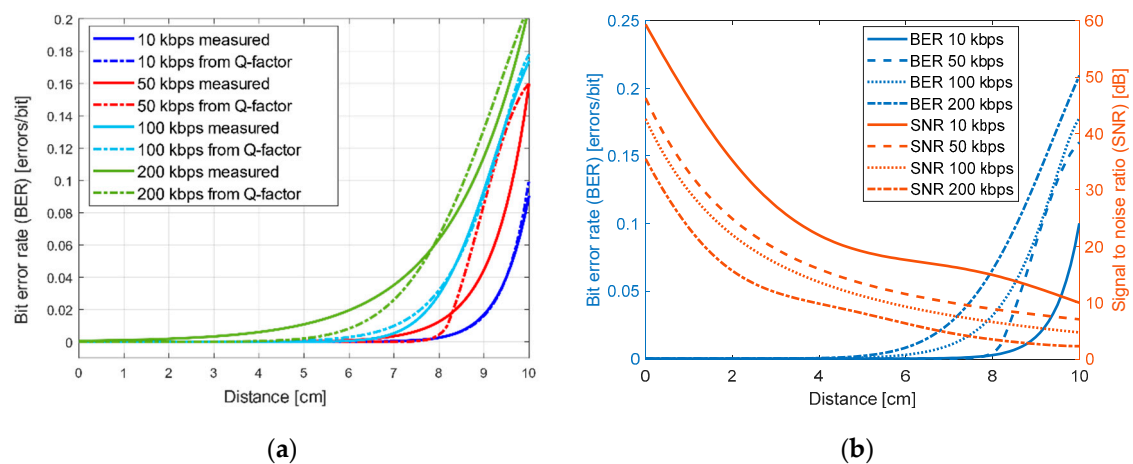 0.2
0.18
0.16
0.14
0.12
0.1
0.08
0.06
0.04
0.02
0
Bit error rate (BER) [errors/bit]
10 kbps measured
10 kbps from Q-factor
50 kbps measured
50 kbps from Q-factor
100 kbps measured
100 kbps from Q-factor
200 kbps measured
200 kbps from Q-factor
0 1 2 3 4 5 6 7 8 9 10
Distance [cm]
(a)
0.25
0.2
0.15
0.1
0.05
0
Bit error rate (BER) [errors/bit]
BER 10 kbps
BER 50 kbps
BER 100 kbps
BER 200 kbps
SNR 10 kbps
SNR 50 kbps
SNR 100 kbps
SNR 200 kbps
60
50
40
30
20
10
0
Signal to noise ratio (SNR) [dB]
0 2 4 6 8 10
Distance [cm]
(b)